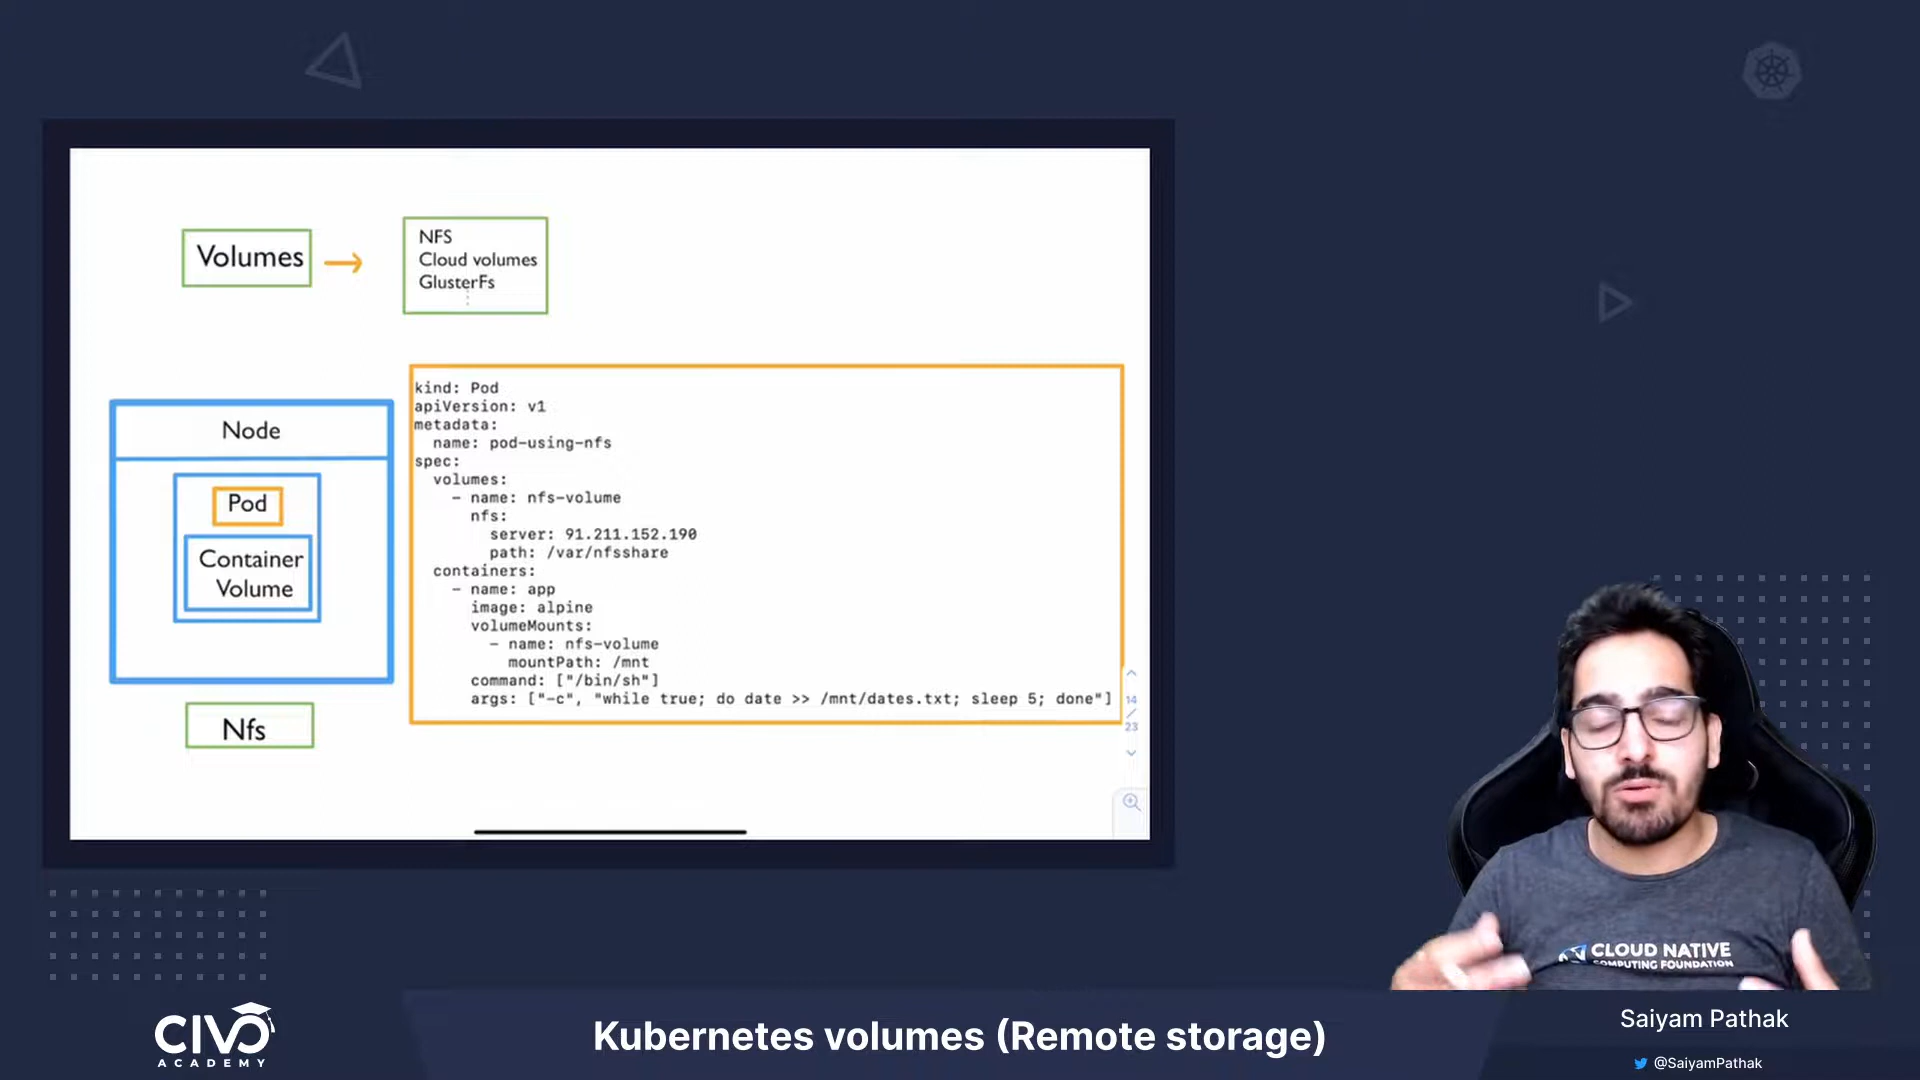 Volumes
NFS
Cloud volumes
GlusterFs
Node
Pod
Container
Volume
Nfs
kind: Pod
apiVersion: v1
metadata:
  name: pod-using-nfs
spec:
  volumes:
    - name: nfs-volume
      nfs:
        server: 91.211.152.190
        path: /var/nfsshare
  containers:
    - name: app
      image: alpine
      volumeMounts:
        - name: nfs-volume
          mountPath: /mnt
      command: ["/bin/sh"]
      args: ["-c", "while true; do date >> /mnt/dates.txt; sleep 5; done"]
14
/
23
CLOUD NATIVE
COMPUTING FOUNDATION
CIVO
ACADEMY
Kubernetes volumes (Remote storage)
Saiyam Pathak
@SaiyamPathak